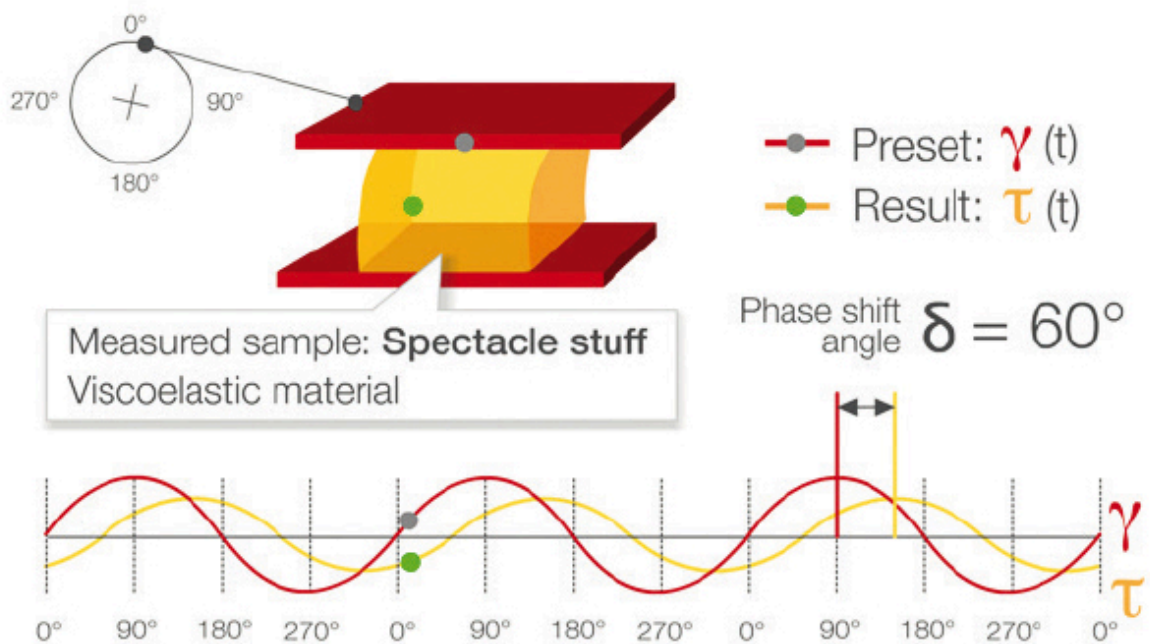 0°
270°
90°
180°
Preset: γ (t)
Result: τ (t)
Measured sample: Spectacle stuff
Viscoelastic material
Phase shift
angle δ = 60°
γ
τ
0° 90° 180° 270° 0° 90° 180° 270° 0° 90° 180° 270° 0°